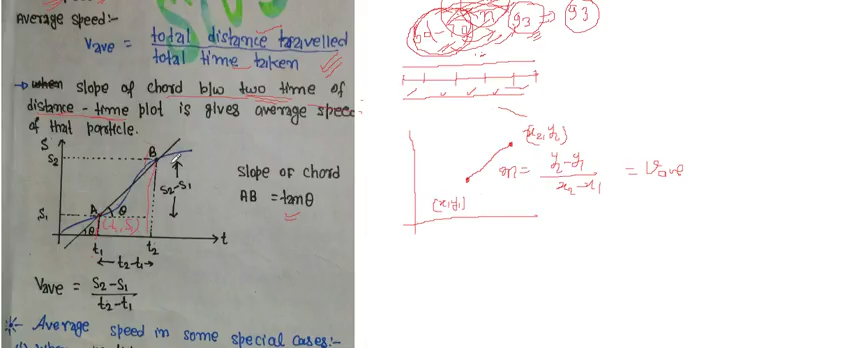 Average speed:-
Vave = total distance travelled
total time taken
→ when slope of chord b/w two time of
distance-time plot is gives average speed
of that particle.
S
S2
B
S2-S1
Slope of chord
AB = tanθ
S1
A
θ
θ
(t1, S1)
t
t1
t2
t2-t1
Vave = S2-S1
t2-t1
* Average speed in some special cases:-
93
93
(x2, y2)
m = y2-y1
x2-x1
= Vave
(x1 y1)